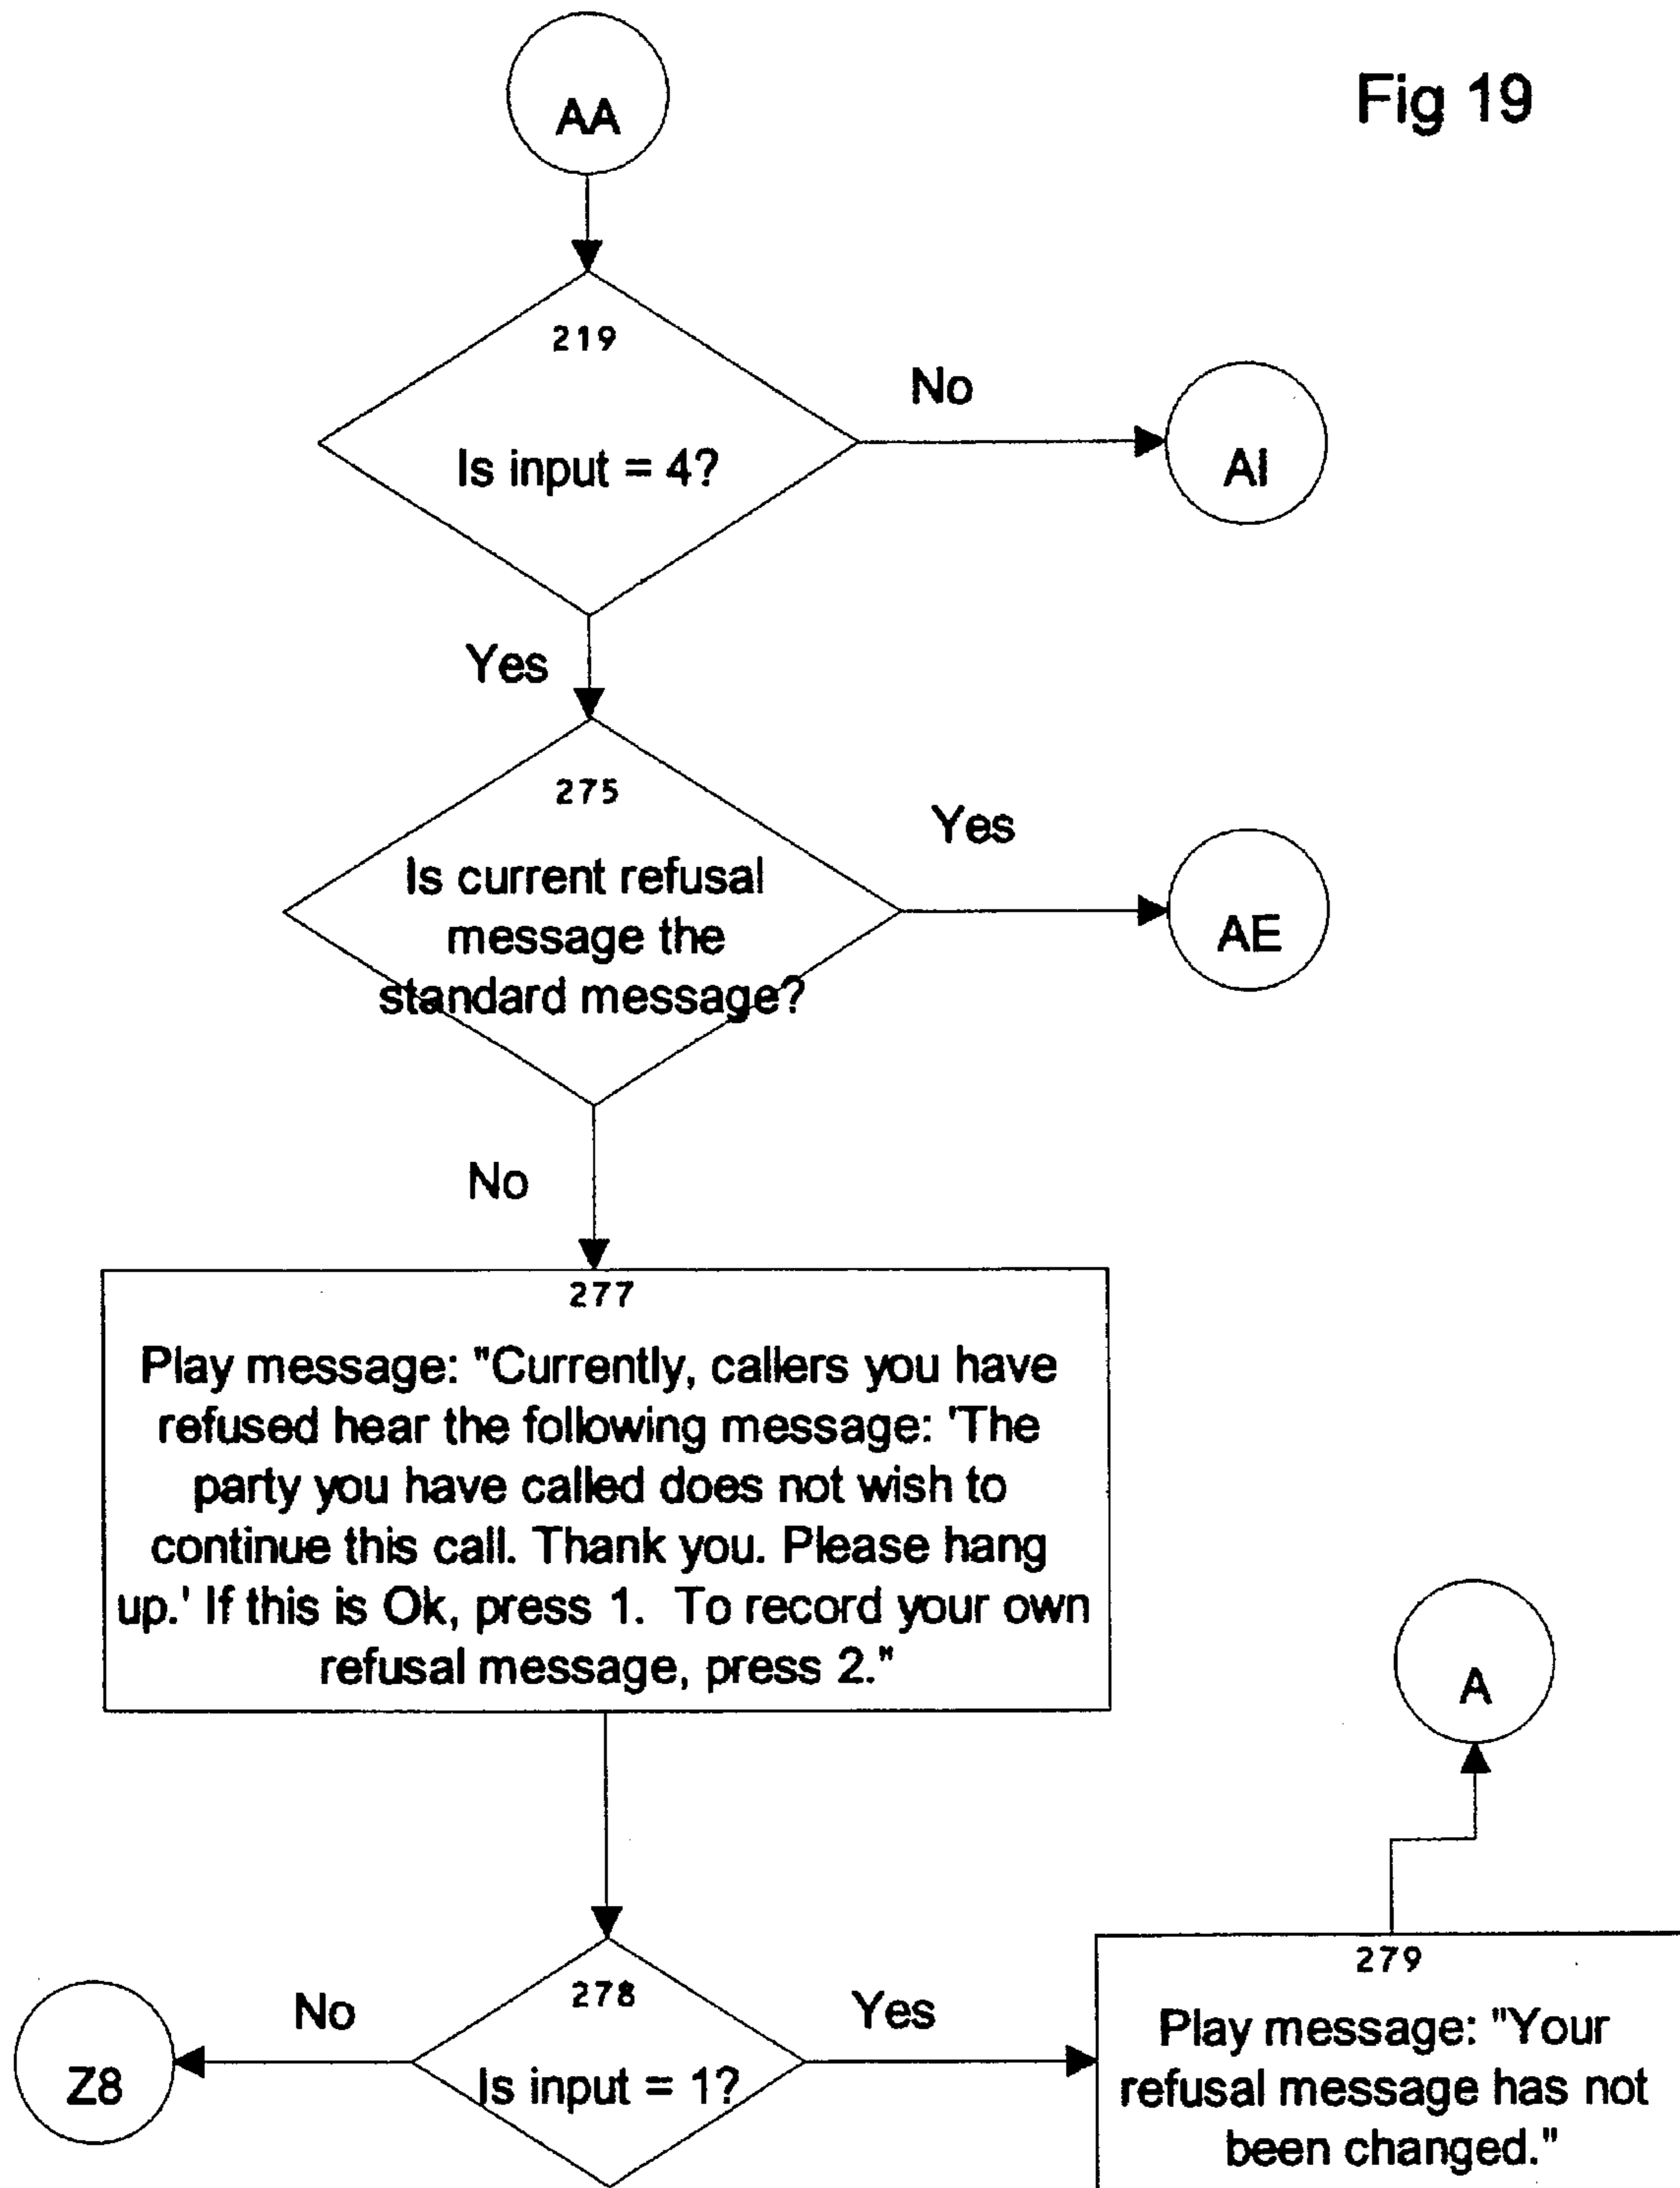 Fig 19
AA
219
Is input = 4?
No
AI
Yes
275
Is current refusal
message the
standard message?
Yes
AE
No
277
Play message: "Currently, callers you have
refused hear the following message: 'The
party you have called does not wish to
continue this call. Thank you. Please hang
up.' If this is Ok, press 1.  To record your own
refusal message, press 2."
A
278
Is input = 1?
No
Z8
Yes
279
Play message: "Your
refusal message has not
been changed."